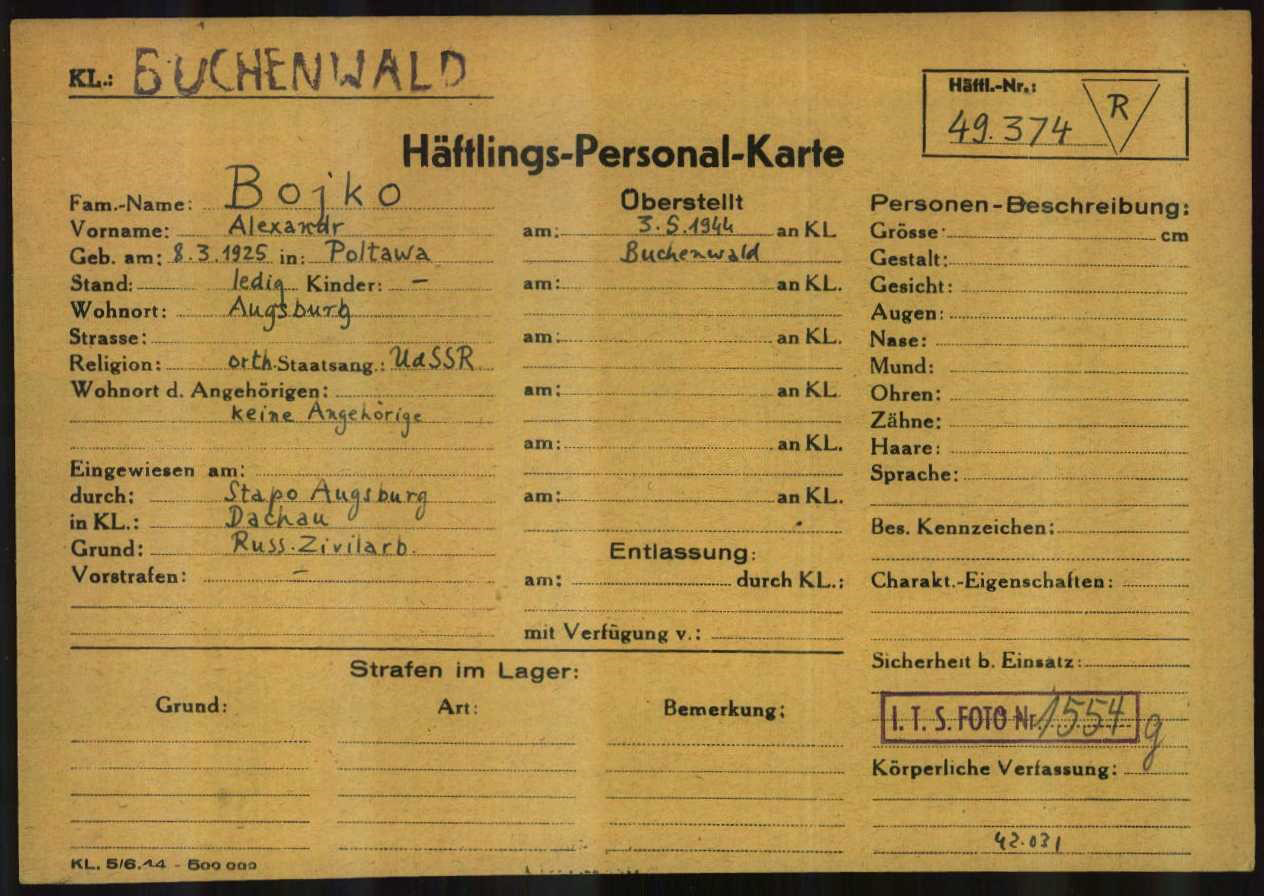 KL.: BUCHENWALD
Häftl.-Nr.:
49.374
R
Häftlings-Personal-Karte
Fam.-Name: Bojko
Vorname: Alexandr
Geb. am: 8.3.1925 in: Poltawa
Stand: ledig Kinder: –
Wohnort: Augsburg
Strasse:
Religion: orth. Staatsang.: UdSSR
Wohnort d. Angehörigen:
keine Angehörige
Eingewiesen am:
durch: Stapo Augsburg
in KL.: Dachau
Grund: Russ. Zivilarb.
Vorstrafen: –
Überstellt
am: 3.5.1944 an KL
Buchenwald
am: an KL.
am: an KL.
am: an KL
am: an KL.
am: an KL.
Entlassung:
am: durch KL.:
mit Verfügung v.:
Personen-Beschreibung:
Grösse: cm
Gestalt:
Gesicht:
Augen:
Nase:
Mund:
Ohren:
Zähne:
Haare:
Sprache:
Bes. Kennzeichen:
Charakt.-Eigenschaften:
Sicherheit b. Einsatz:
I. T. S. FOTO Nr. 1554 g
Körperliche Verfassung:
42.031
Strafen im Lager:
Grund: Art: Bemerkung:
KL. 5/6.44 - 500 000